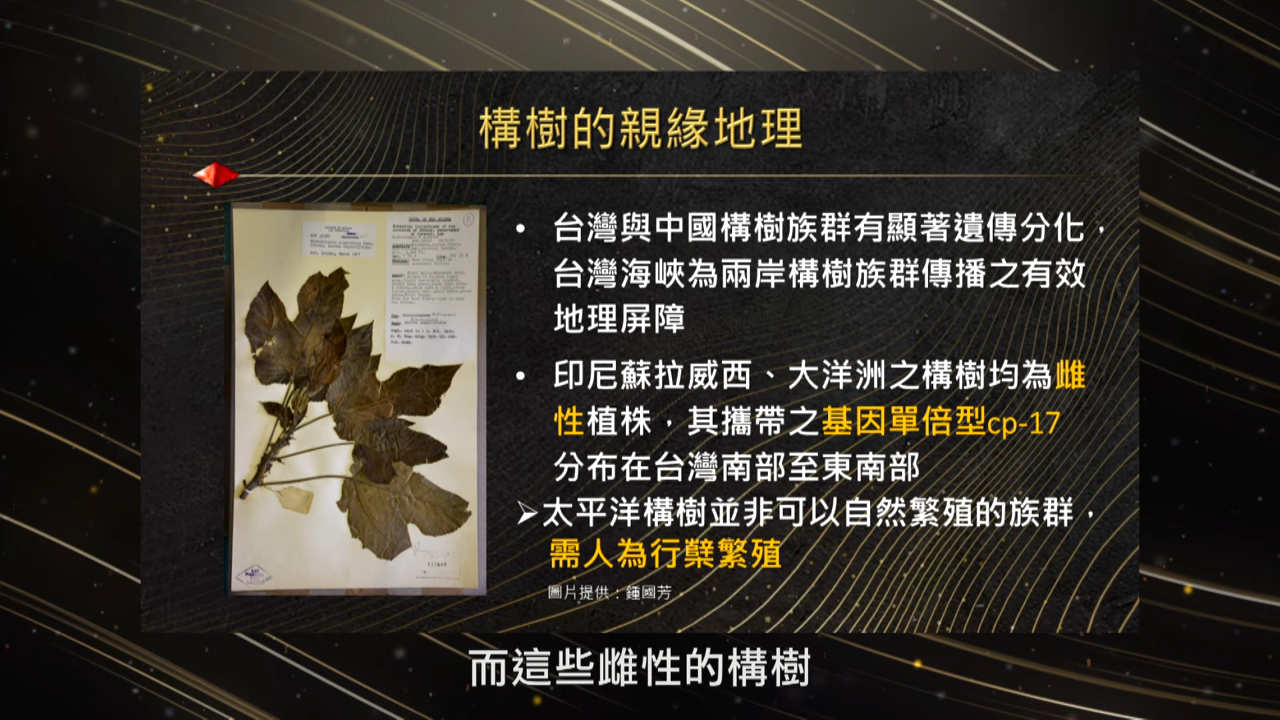 構樹的親緣地理
• 台灣與中國構樹族群有顯著遺傳分化，
台灣海峽為兩岸構樹族群傳播之有效
地理屏障
• 印尼蘇拉威西、大洋洲之構樹均為雌
性植株，其攜帶之基因單倍型cp-17
分布在台灣南部至東南部
➢太平洋構樹並非可以自然繁殖的族群，
需人為行蘖繁殖
圖片提供：鍾國芳
而這些雌性的構樹